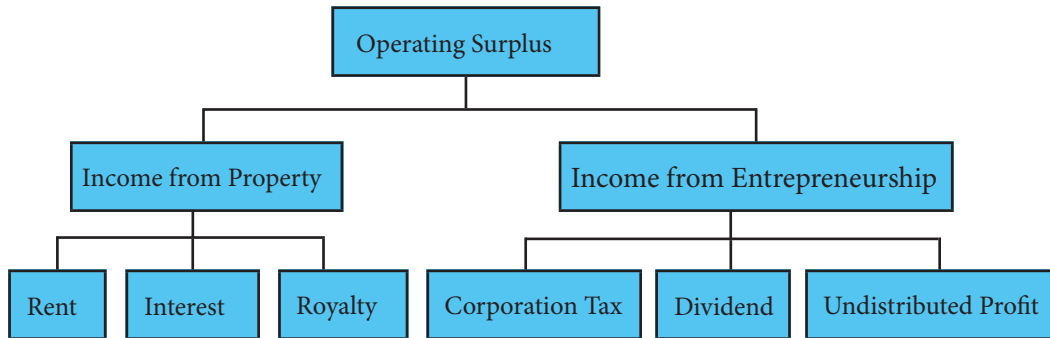 Operating Surplus
Income from Property
Income from Entrepreneurship
Rent
Interest
Royalty
Corporation Tax
Dividend
Undistributed Profit